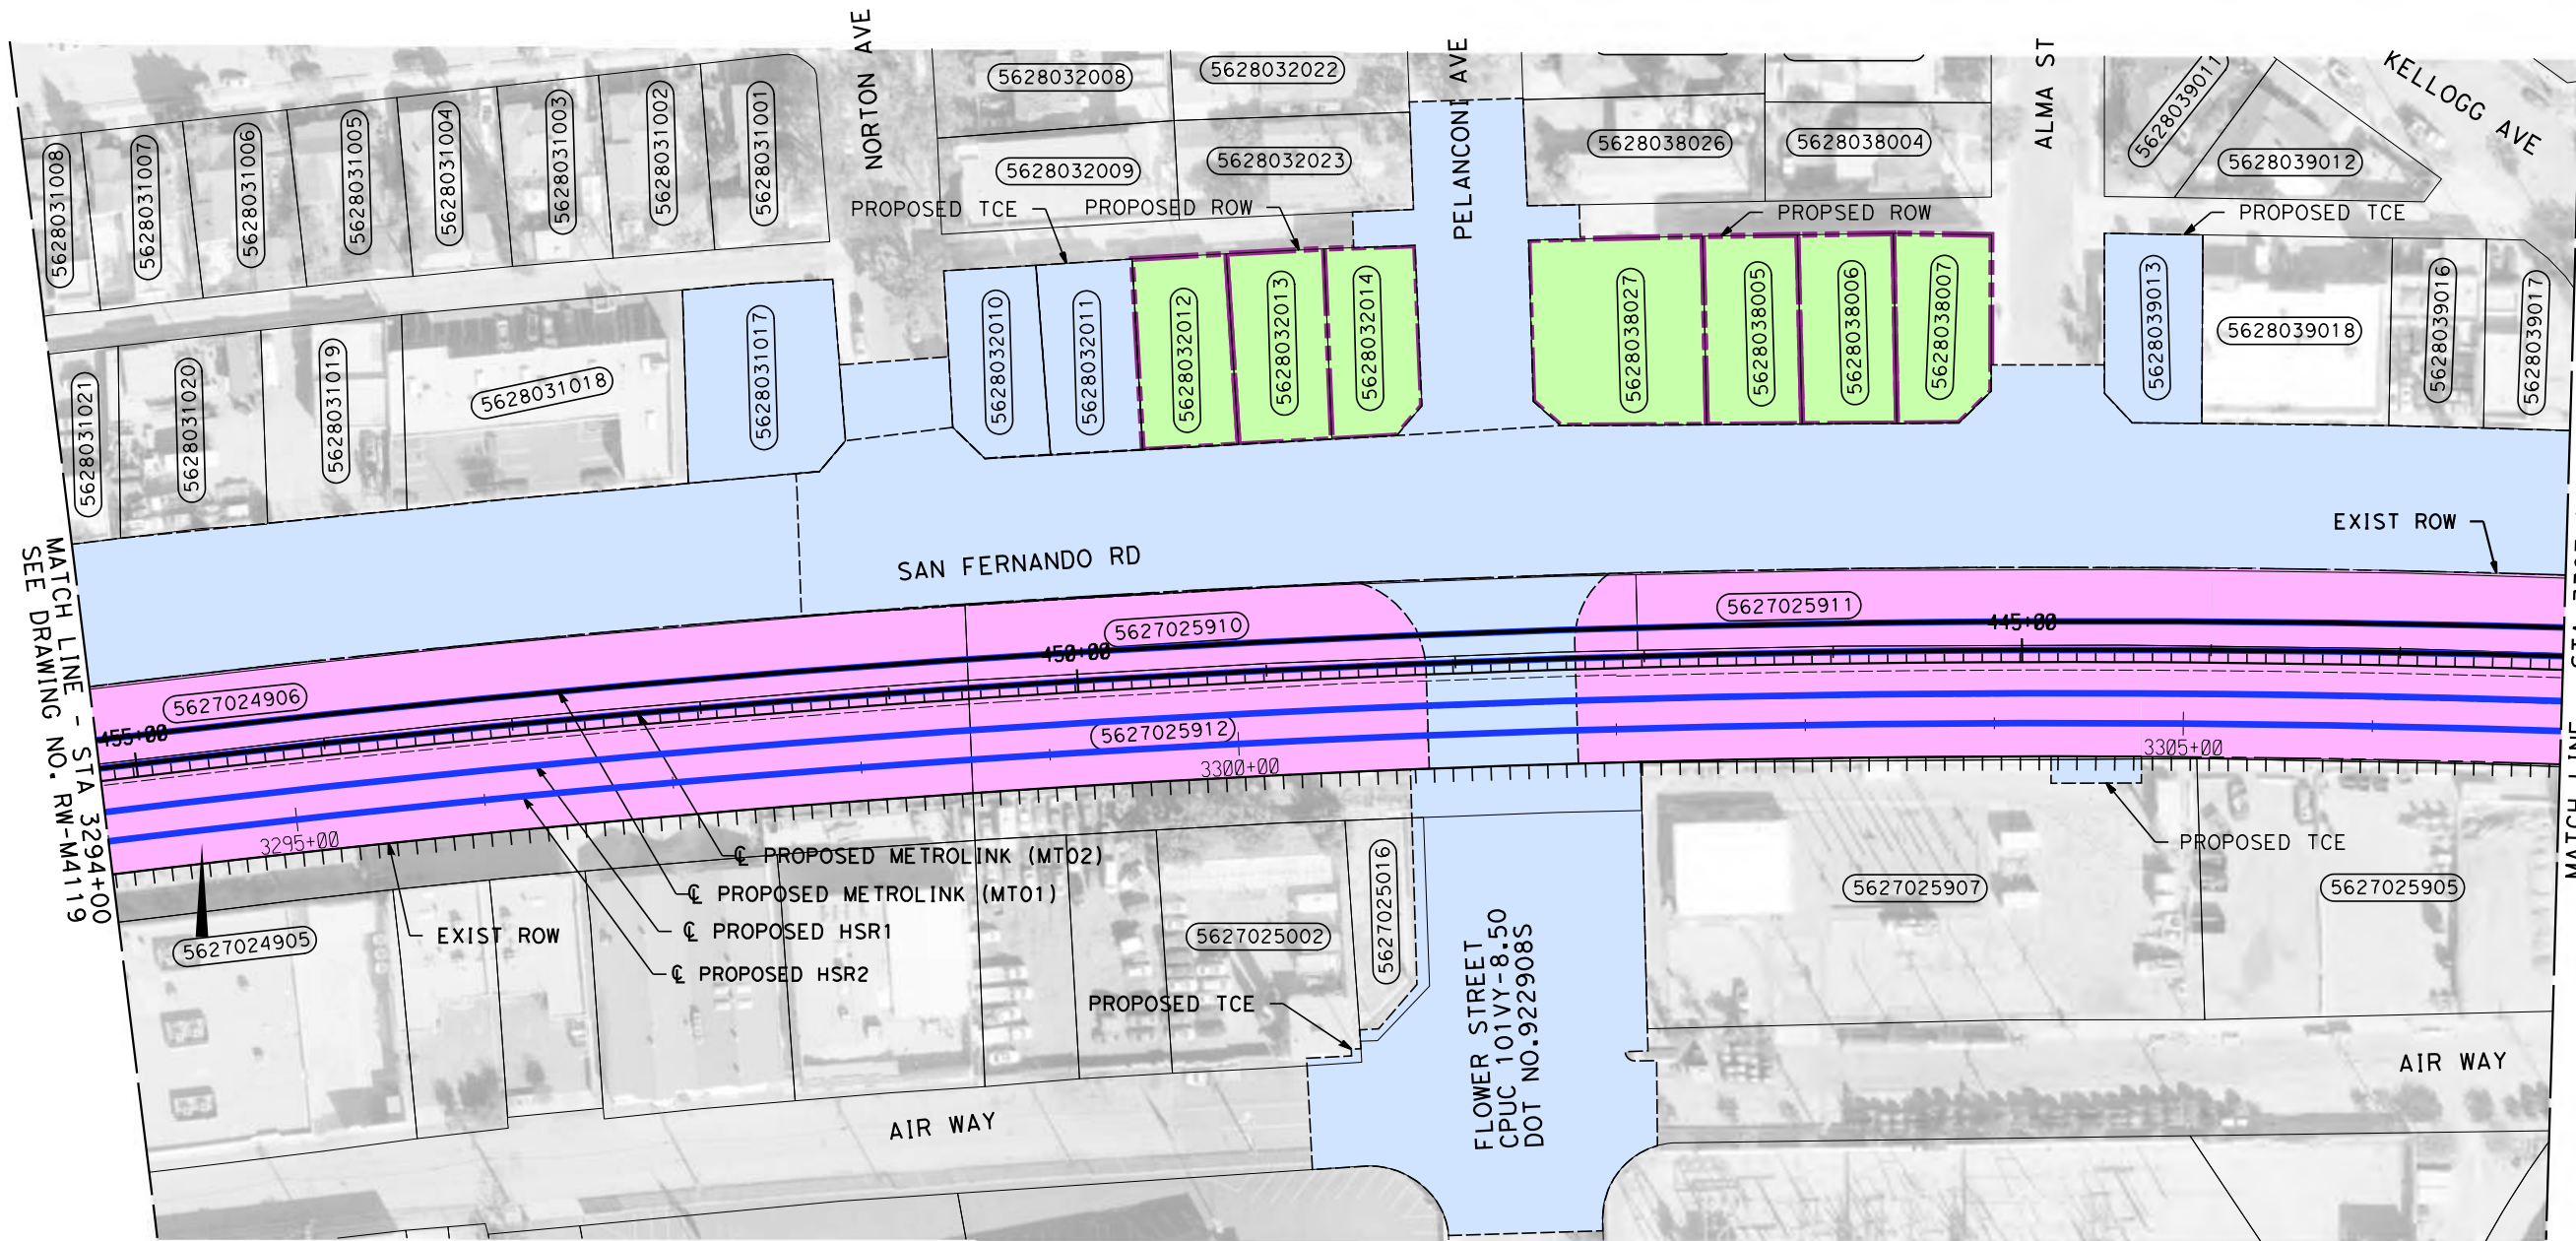 NORTON AVE
PELANCONI AVE
ALMA ST
KELLOGG AVE
5628032008
5628032022
5628038026
5628038004
5628039011
5628039012
5628031008
5628031007
5628031006
5628031005
5628031004
5628031003
5628031002
5628031001
5628032009
5628032023
PROPOSED TCE
PROPOSED ROW
PROPSED ROW
PROPOSED TCE
5628031021
5628031020
5628031019
5628031018
5628031017
5628032010
5628032011
5628032012
5628032013
5628032014
5628038027
5628038005
5628038006
5628038007
5628039013
5628039018
5628039016
5628039017
EXIST ROW
SAN FERNANDO RD
MATCH LINE - STA 3294+00
SEE DRAWING NO. RW-M4119
5627024906
5627025910
5627025911
455+00
450+00
445+00
5627025912
3295+00
3300+00
3305+00
MATCH LINE
℄ PROPOSED METROLINK (MT02)
℄ PROPOSED METROLINK (MT01)
℄ PROPOSED HSR1
℄ PROPOSED HSR2
EXIST ROW
5627024905
5627025002
5627025016
PROPOSED TCE
PROPOSED TCE
5627025907
5627025905
FLOWER STREET
CPUC 101VY-8.50
DOT NO.922908S
AIR WAY
AIR WAY